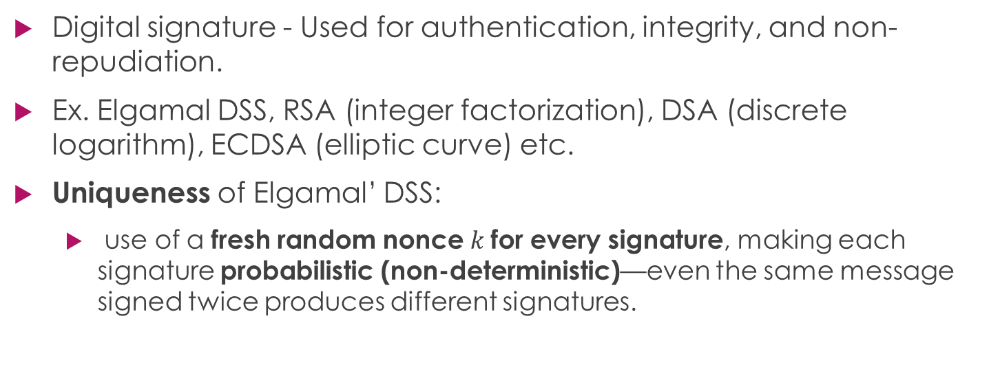 Digital signature - Used for authentication, integrity, and non-
repudiation.
Ex. Elgamal DSS, RSA (integer factorization), DSA (discrete
logarithm), ECDSA (elliptic curve) etc.
Uniqueness of Elgamal’ DSS:
use of a fresh random nonce k for every signature, making each
signature probabilistic (non-deterministic)—even the same message
signed twice produces different signatures.